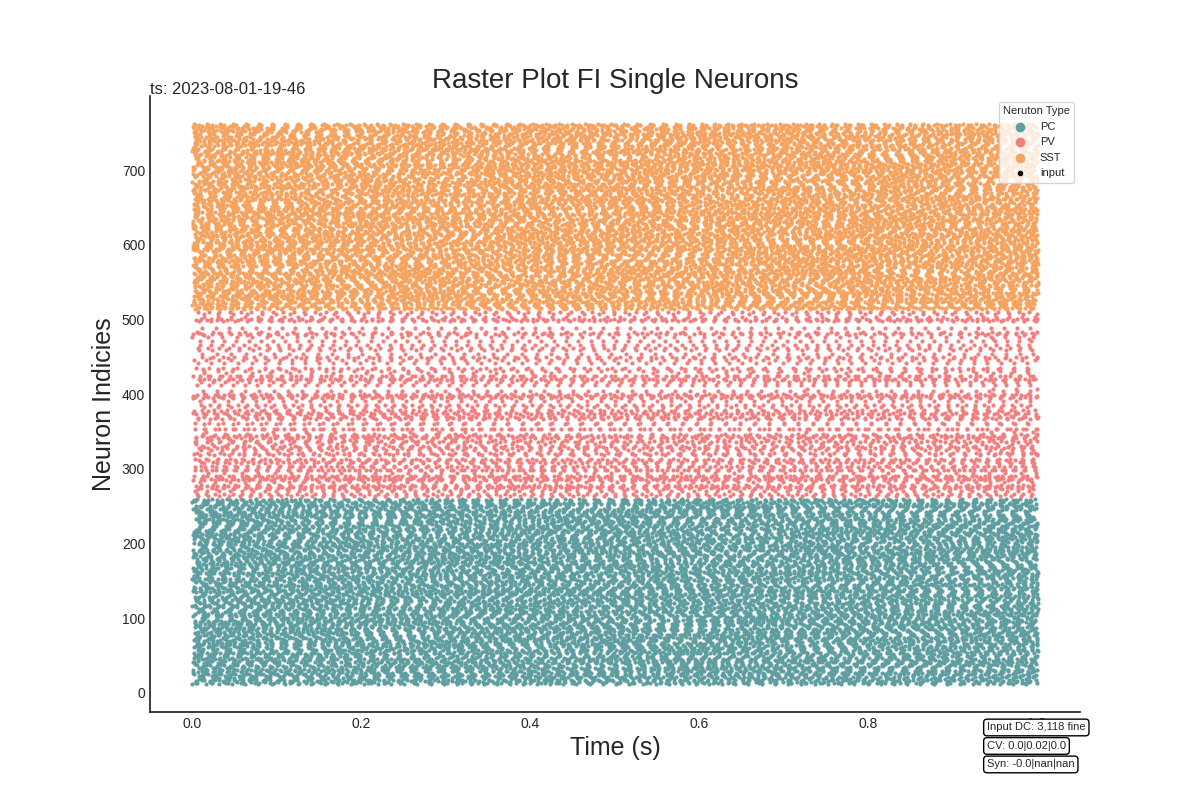 Raster Plot FI Single Neurons
ts: 2023-08-01-19-46
Neruton Type
PC
PV
SST
input
700
600
500
400
300
200
100
0
Neuron Indicies
0.0 0.2 0.4 0.6 0.8
Time (s)
Input DC: 3,118 fine
CV: 0.0|0.02|0.0
Syn: -0.0|nan|nan